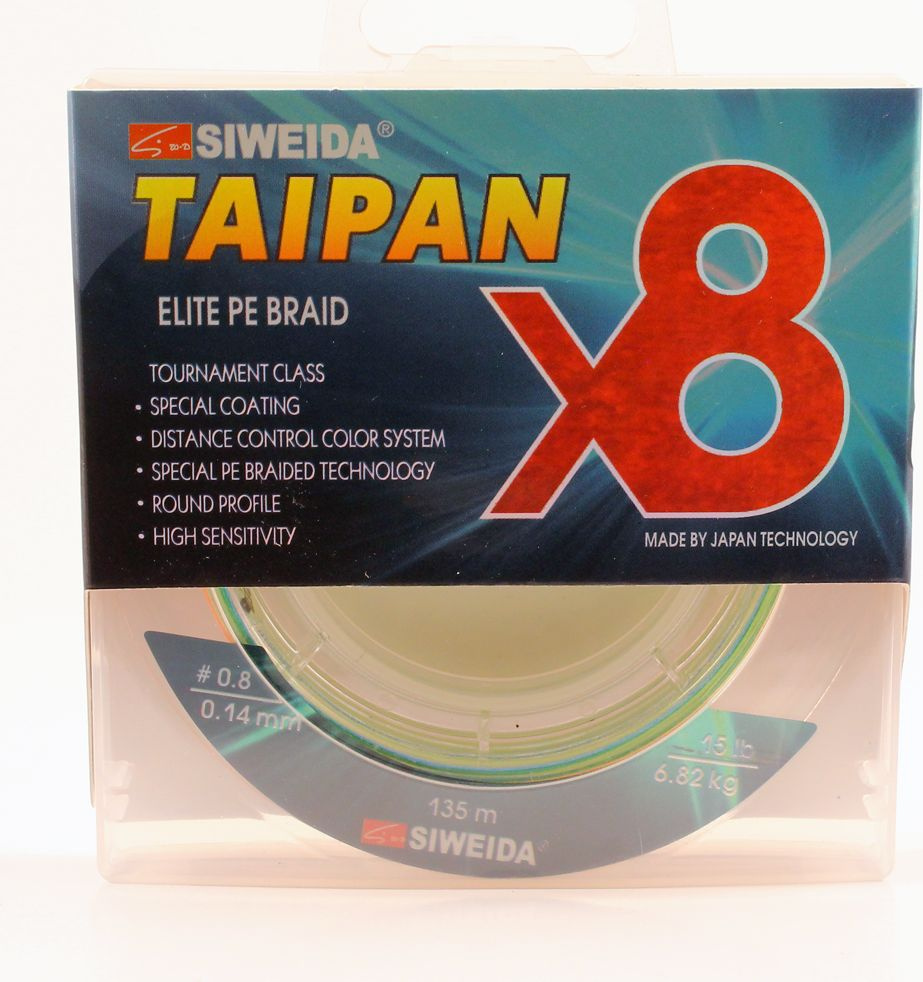 SIWEIDA®
TAIPAN
X8
ELITE PE BRAID
TOURNAMENT CLASS
• SPECIAL COATING
• DISTANCE CONTROL COLOR SYSTEM
• SPECIAL PE BRAIDED TECHNOLOGY
• ROUND PROFILE
• HIGH SENSITIVITY
MADE BY JAPAN TECHNOLOGY
# 0.8
0.14 mm
15 lb
6.82 kg
135 m
SIWEIDA